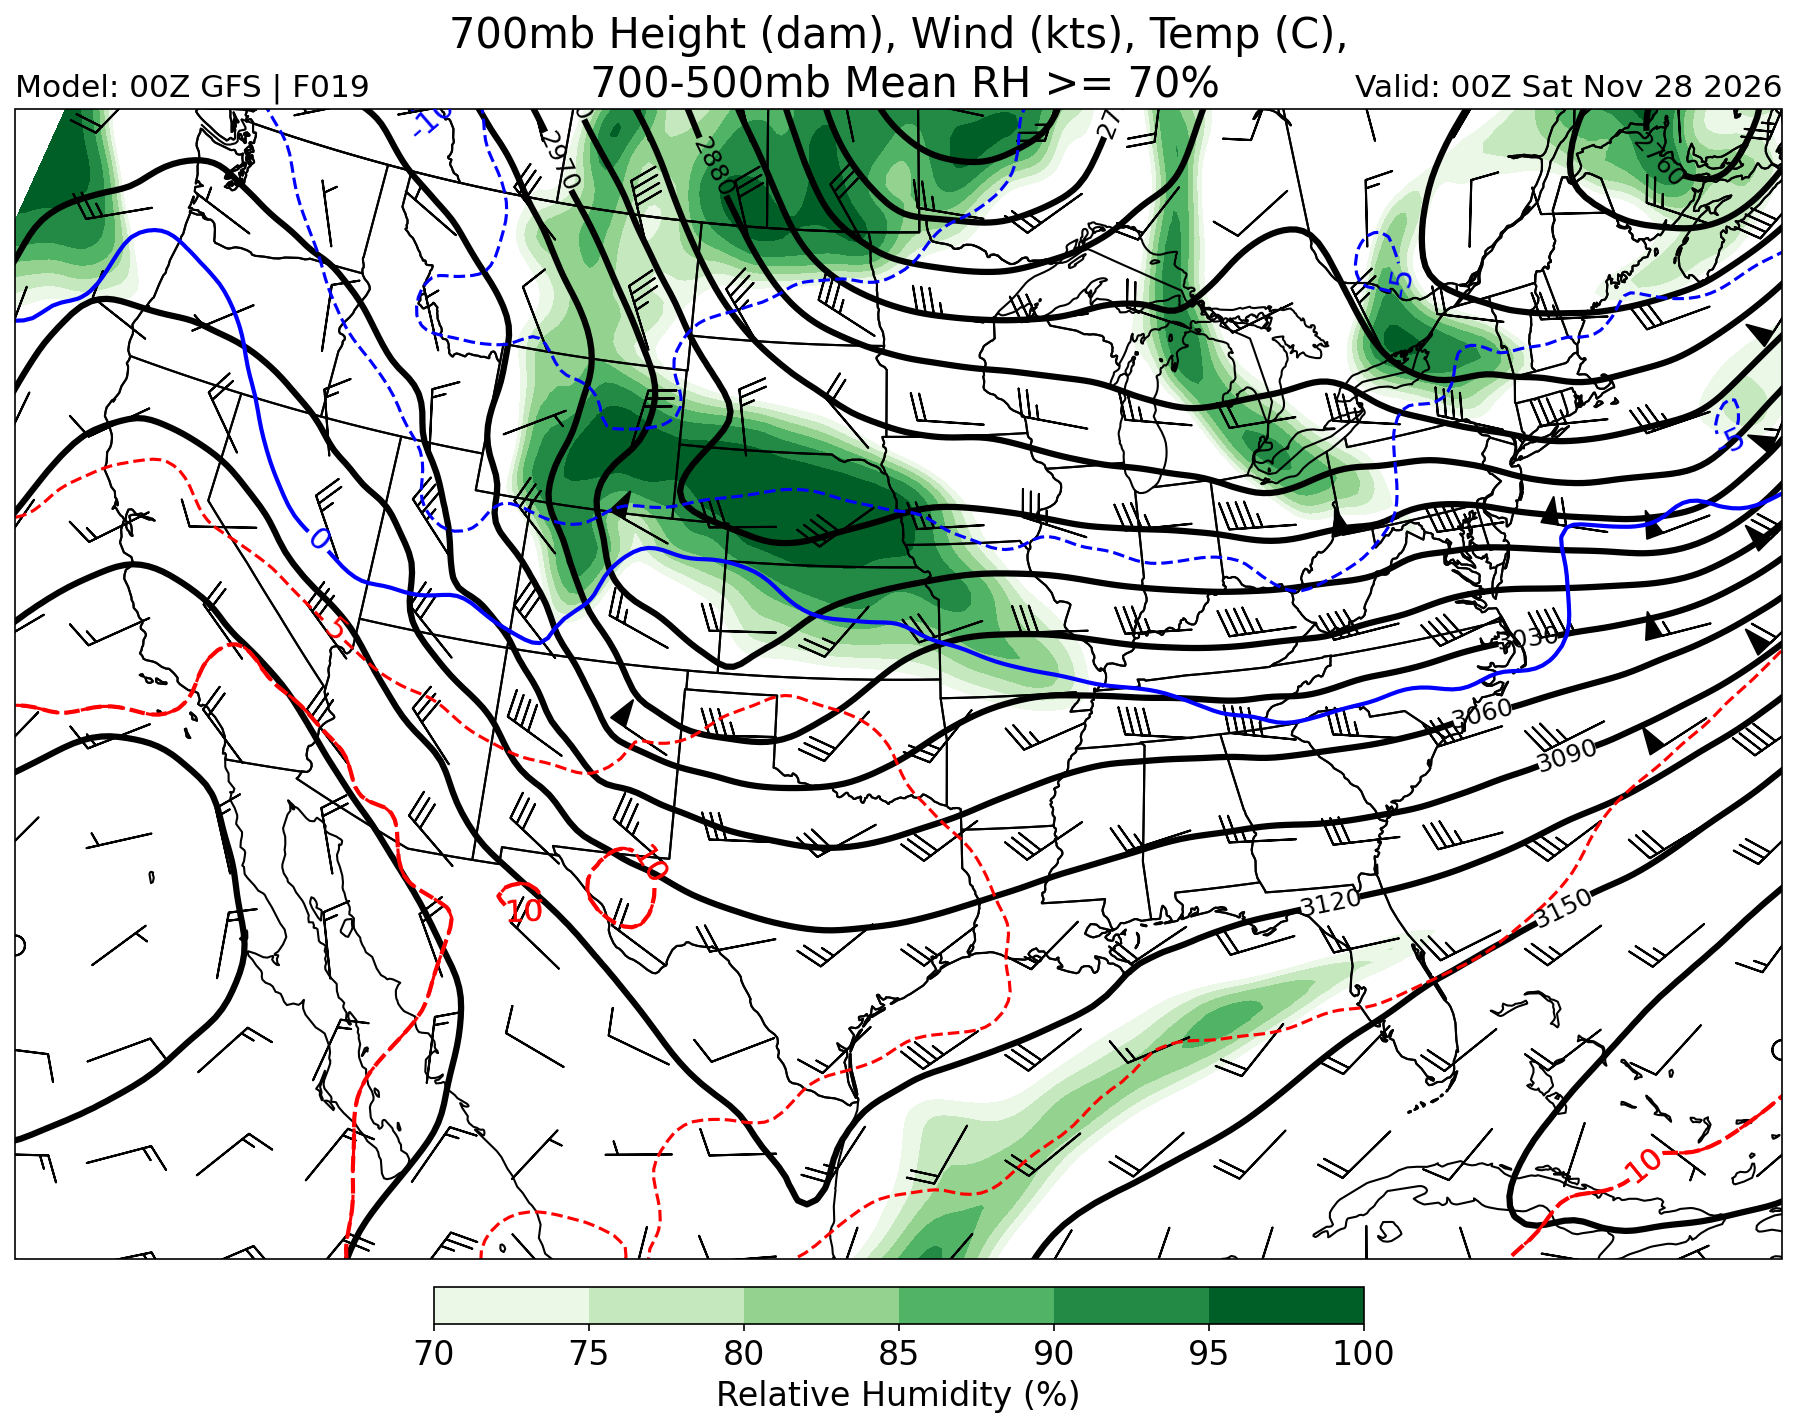 700mb Height (dam), Wind (kts), Temp (C),
700-500mb Mean RH >= 70%
Model: 00Z GFS | F019
Valid: 00Z Sat Nov 28 2026
-10
2970
2880
2760
-5
-5
0
5
3030
3060
3090
10
10
3120
3150
10
70 75 80 85 90 95 100
Relative Humidity (%)